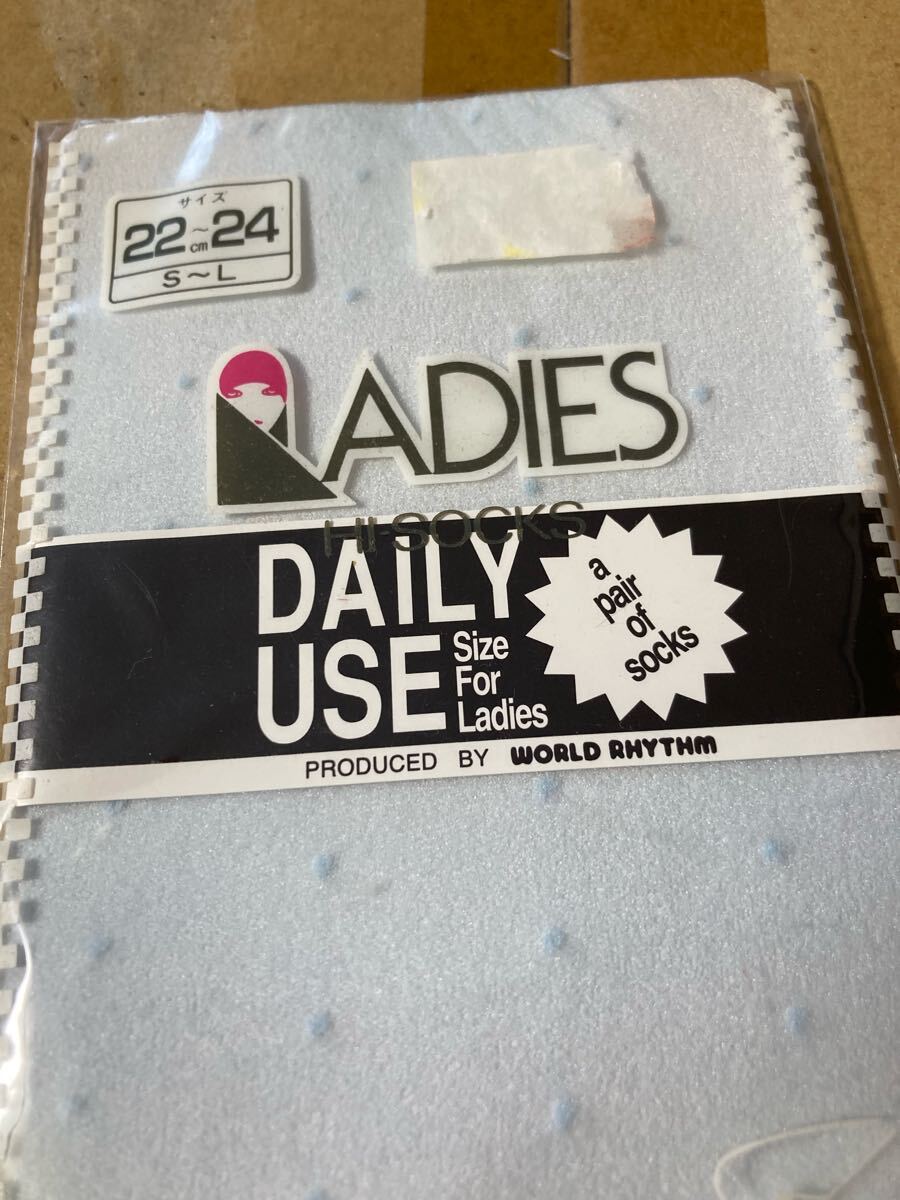 サイズ
22~24
cm
S~L
LADIES
HI SOCKS
DAILY
USE
Size
For
Ladies
a
pair
of
socks
PRODUCED BY WORLD RHYTHM